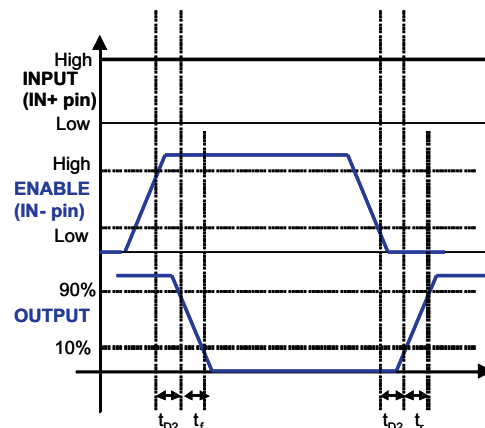 High
INPUT
(IN+ pin)
Low
High
ENABLE
(IN- pin)
Low
90%
OUTPUT
10%
tD2 tf tD2 tr